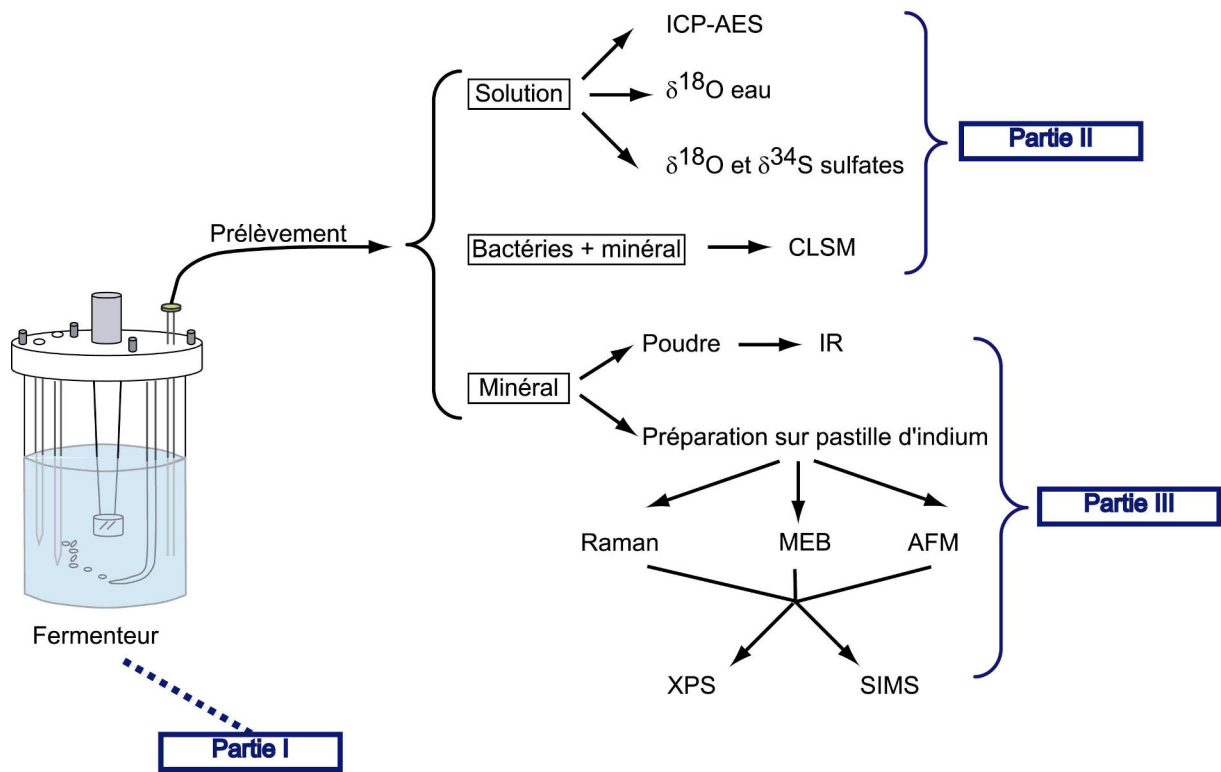 ICP-AES
Solution
δ18O eau
Partie II
δ18O et δ34S sulfates
Prélèvement
Bactéries + minéral
CLSM
Poudre
IR
Minéral
Préparation sur pastille d'indium
Partie III
Raman
MEB
AFM
Fermenteur
XPS
SIMS
Partie I